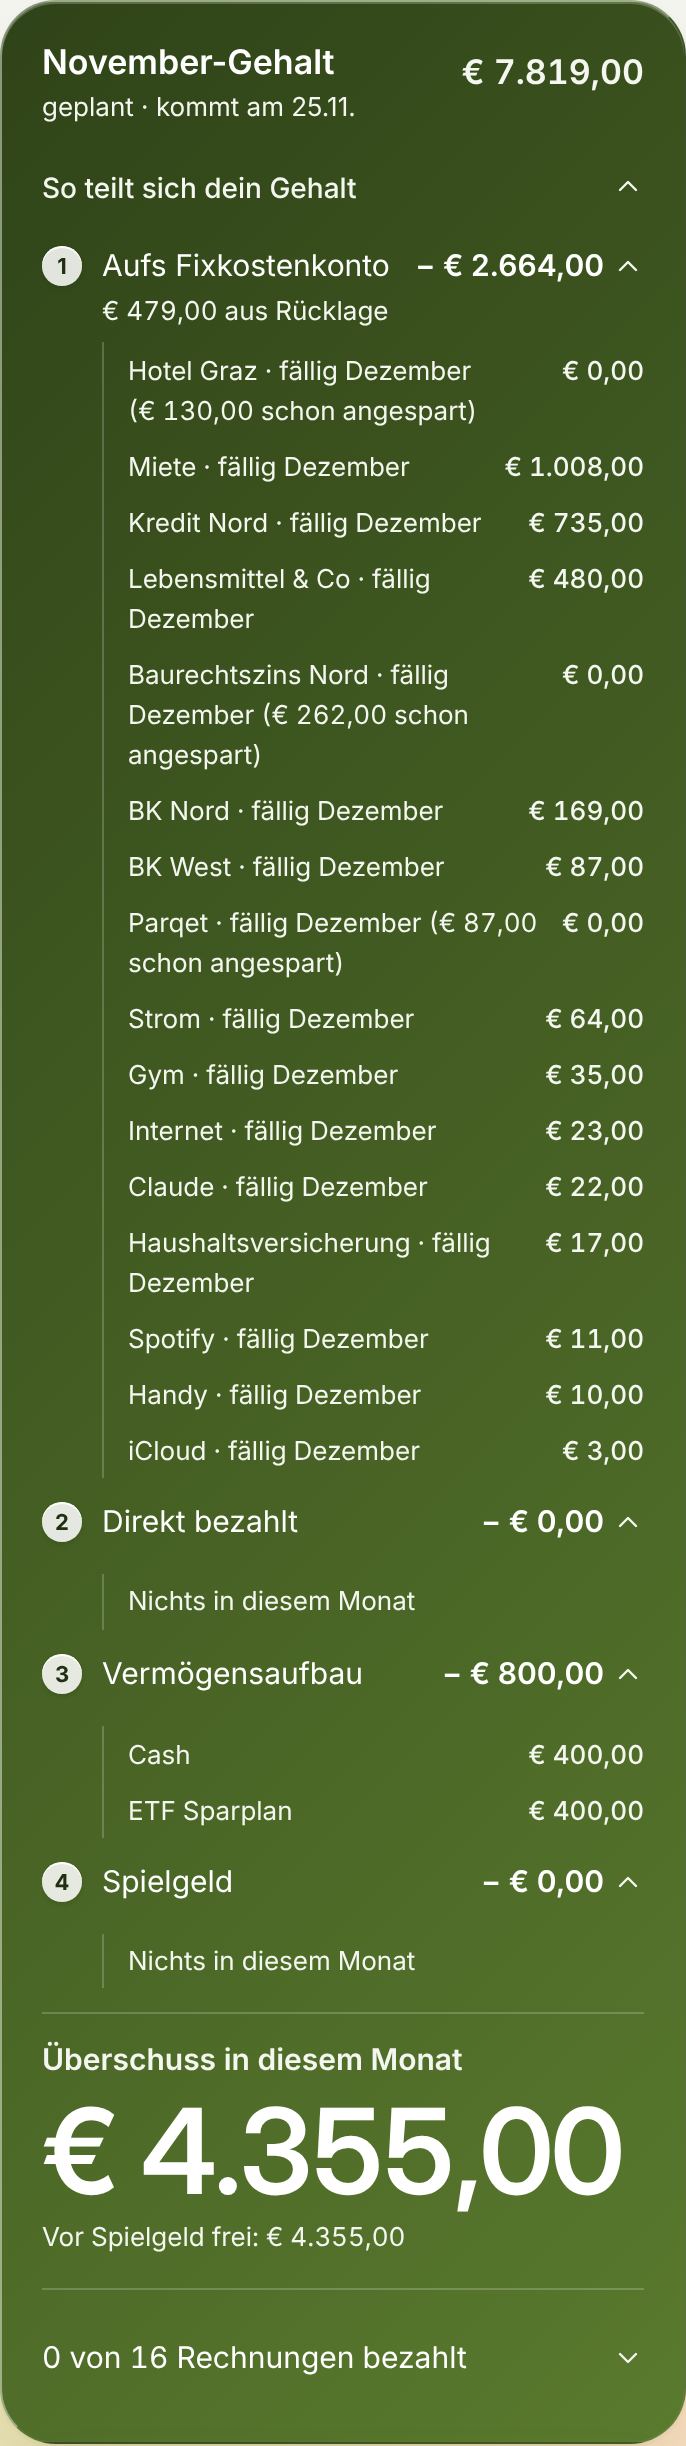 November-Gehalt
€ 7.819,00
geplant · kommt am 25.11.
So teilt sich dein Gehalt
1 Aufs Fixkostenkonto – € 2.664,00
€ 479,00 aus Rücklage
Hotel Graz · fällig Dezember € 0,00
(€ 130,00 schon angespart)
Miete · fällig Dezember € 1.008,00
Kredit Nord · fällig Dezember € 735,00
Lebensmittel & Co · fällig € 480,00
Dezember
Baurechtszins Nord · fällig € 0,00
Dezember (€ 262,00 schon
angespart)
BK Nord · fällig Dezember € 169,00
BK West · fällig Dezember € 87,00
Parqet · fällig Dezember (€ 87,00 € 0,00
schon angespart)
Strom · fällig Dezember € 64,00
Gym · fällig Dezember € 35,00
Internet · fällig Dezember € 23,00
Claude · fällig Dezember € 22,00
Haushaltsversicherung · fällig € 17,00
Dezember
Spotify · fällig Dezember € 11,00
Handy · fällig Dezember € 10,00
iCloud · fällig Dezember € 3,00
2 Direkt bezahlt – € 0,00
Nichts in diesem Monat
3 Vermögensaufbau – € 800,00
Cash € 400,00
ETF Sparplan € 400,00
4 Spielgeld – € 0,00
Nichts in diesem Monat
Überschuss in diesem Monat
€ 4.355,00
Vor Spielgeld frei: € 4.355,00
0 von 16 Rechnungen bezahlt